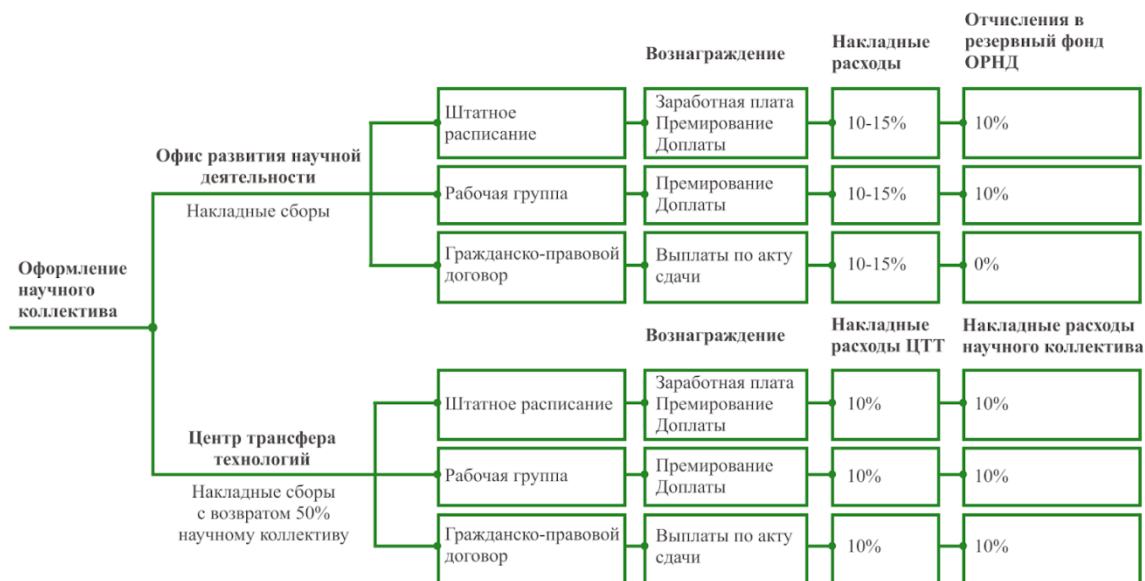 Вознаграждение
Накладные
расходы
Отчисления в
резервный фонд
ОРНД
Штатное
расписание
Заработная плата
Премирование
Доплаты
10-15%
10%
Офис развития научной
деятельности
Накладные сборы
Рабочая группа
Премирование
Доплаты
10-15%
10%
Гражданско-правовой
договор
Выплаты по акту
сдачи
10-15%
0%
Оформление
научного
коллектива
Вознаграждение
Накладные
расходы ЦТТ
Накладные расходы
научного коллектива
Штатное расписание
Заработная плата
Премирование
Доплаты
10%
10%
Центр трансфера
технологий
Накладные сборы
с возвратом 50%
научному коллективу
Рабочая группа
Премирование
Доплаты
10%
10%
Гражданско-правовой
договор
Выплаты по акту
сдачи
10%
10%